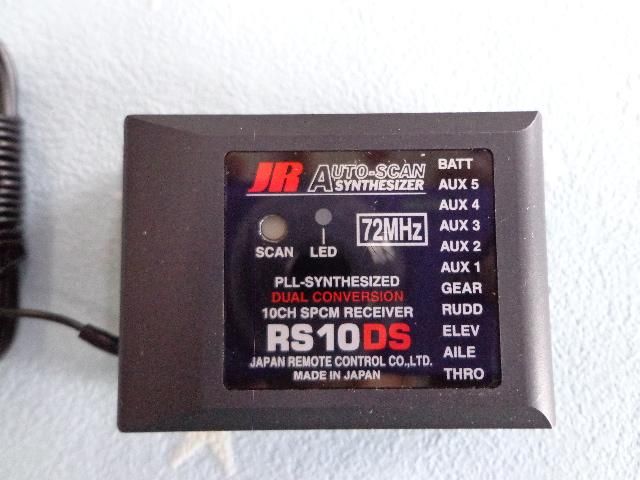 JR AUTO-SCAN
SYNTHESIZER
SCAN
LED
72MHz
PLL-SYNTHESIZED
DUAL CONVERSION
10CH SPCM RECEIVER
RS10DS
JAPAN REMOTE CONTROL CO.,LTD.
MADE IN JAPAN
BATT
AUX 5
AUX 4
AUX 3
AUX 2
AUX 1
GEAR
RUDD
ELEV
AILE
THRO